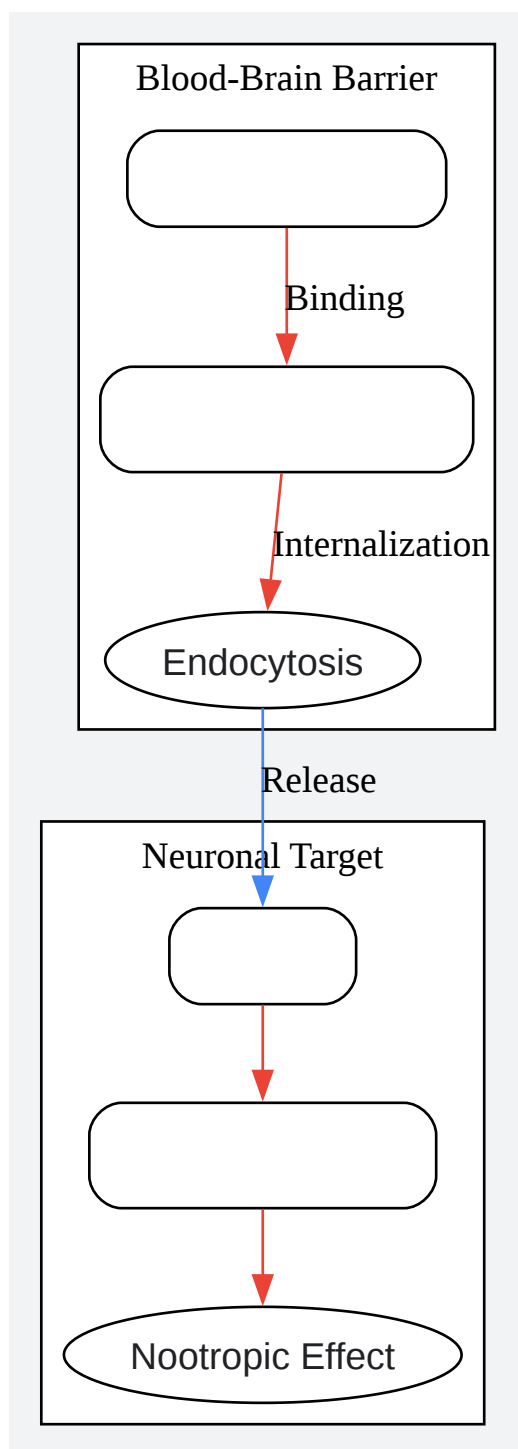 Blood-Brain Barrier
Binding
Internalization
Endocytosis
Release
Neuronal Target
Nootropic Effect